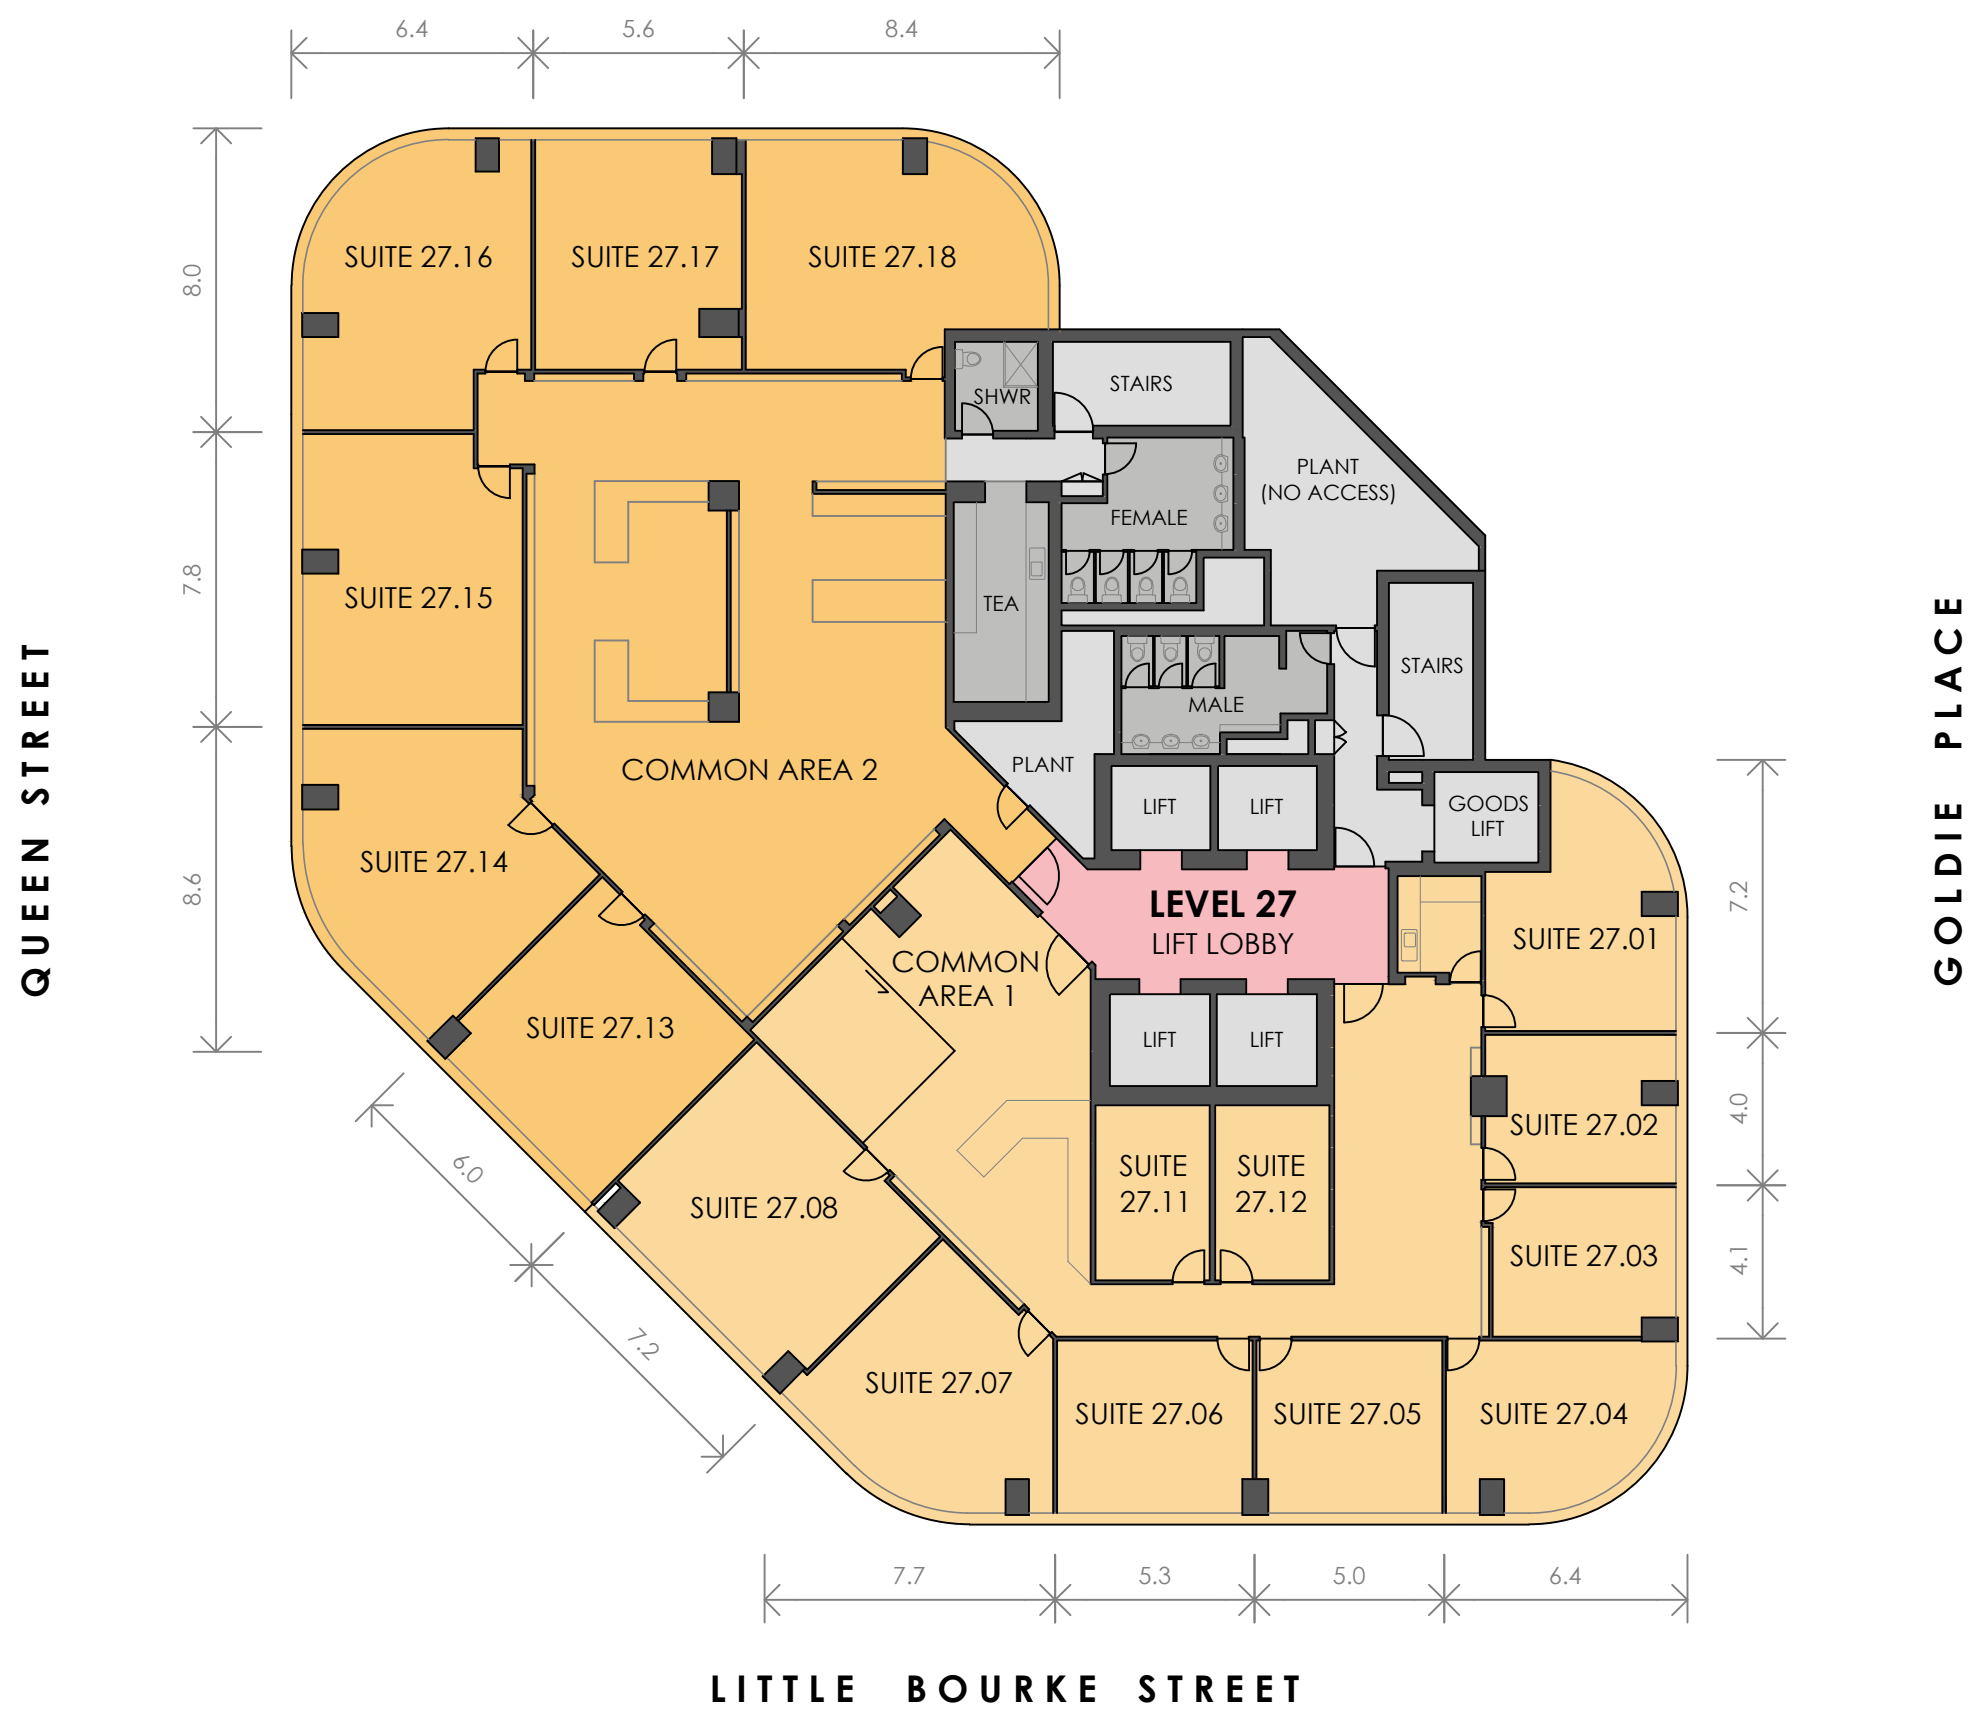 6.4
5.6
8.4
8.0
7.8
8.6
QUEEN STREET
SUITE 27.16
SUITE 27.17
SUITE 27.18
SHWR
STAIRS
PLANT
(NO ACCESS)
FEMALE
SUITE 27.15
TEA
STAIRS
MALE
COMMON AREA 2
PLANT
LIFT
LIFT
GOODS
LIFT
SUITE 27.14
LEVEL 27
LIFT LOBBY
SUITE 27.01
COMMON
AREA 1
SUITE 27.13
LIFT
LIFT
SUITE 27.02
SUITE
27.11
SUITE
27.12
SUITE 27.08
SUITE 27.03
SUITE 27.07
SUITE 27.06
SUITE 27.05
SUITE 27.04
6.0
7.2
7.2
4.0
4.1
GOLDIE PLACE
7.7
5.3
5.0
6.4
LITTLE BOURKE STREET